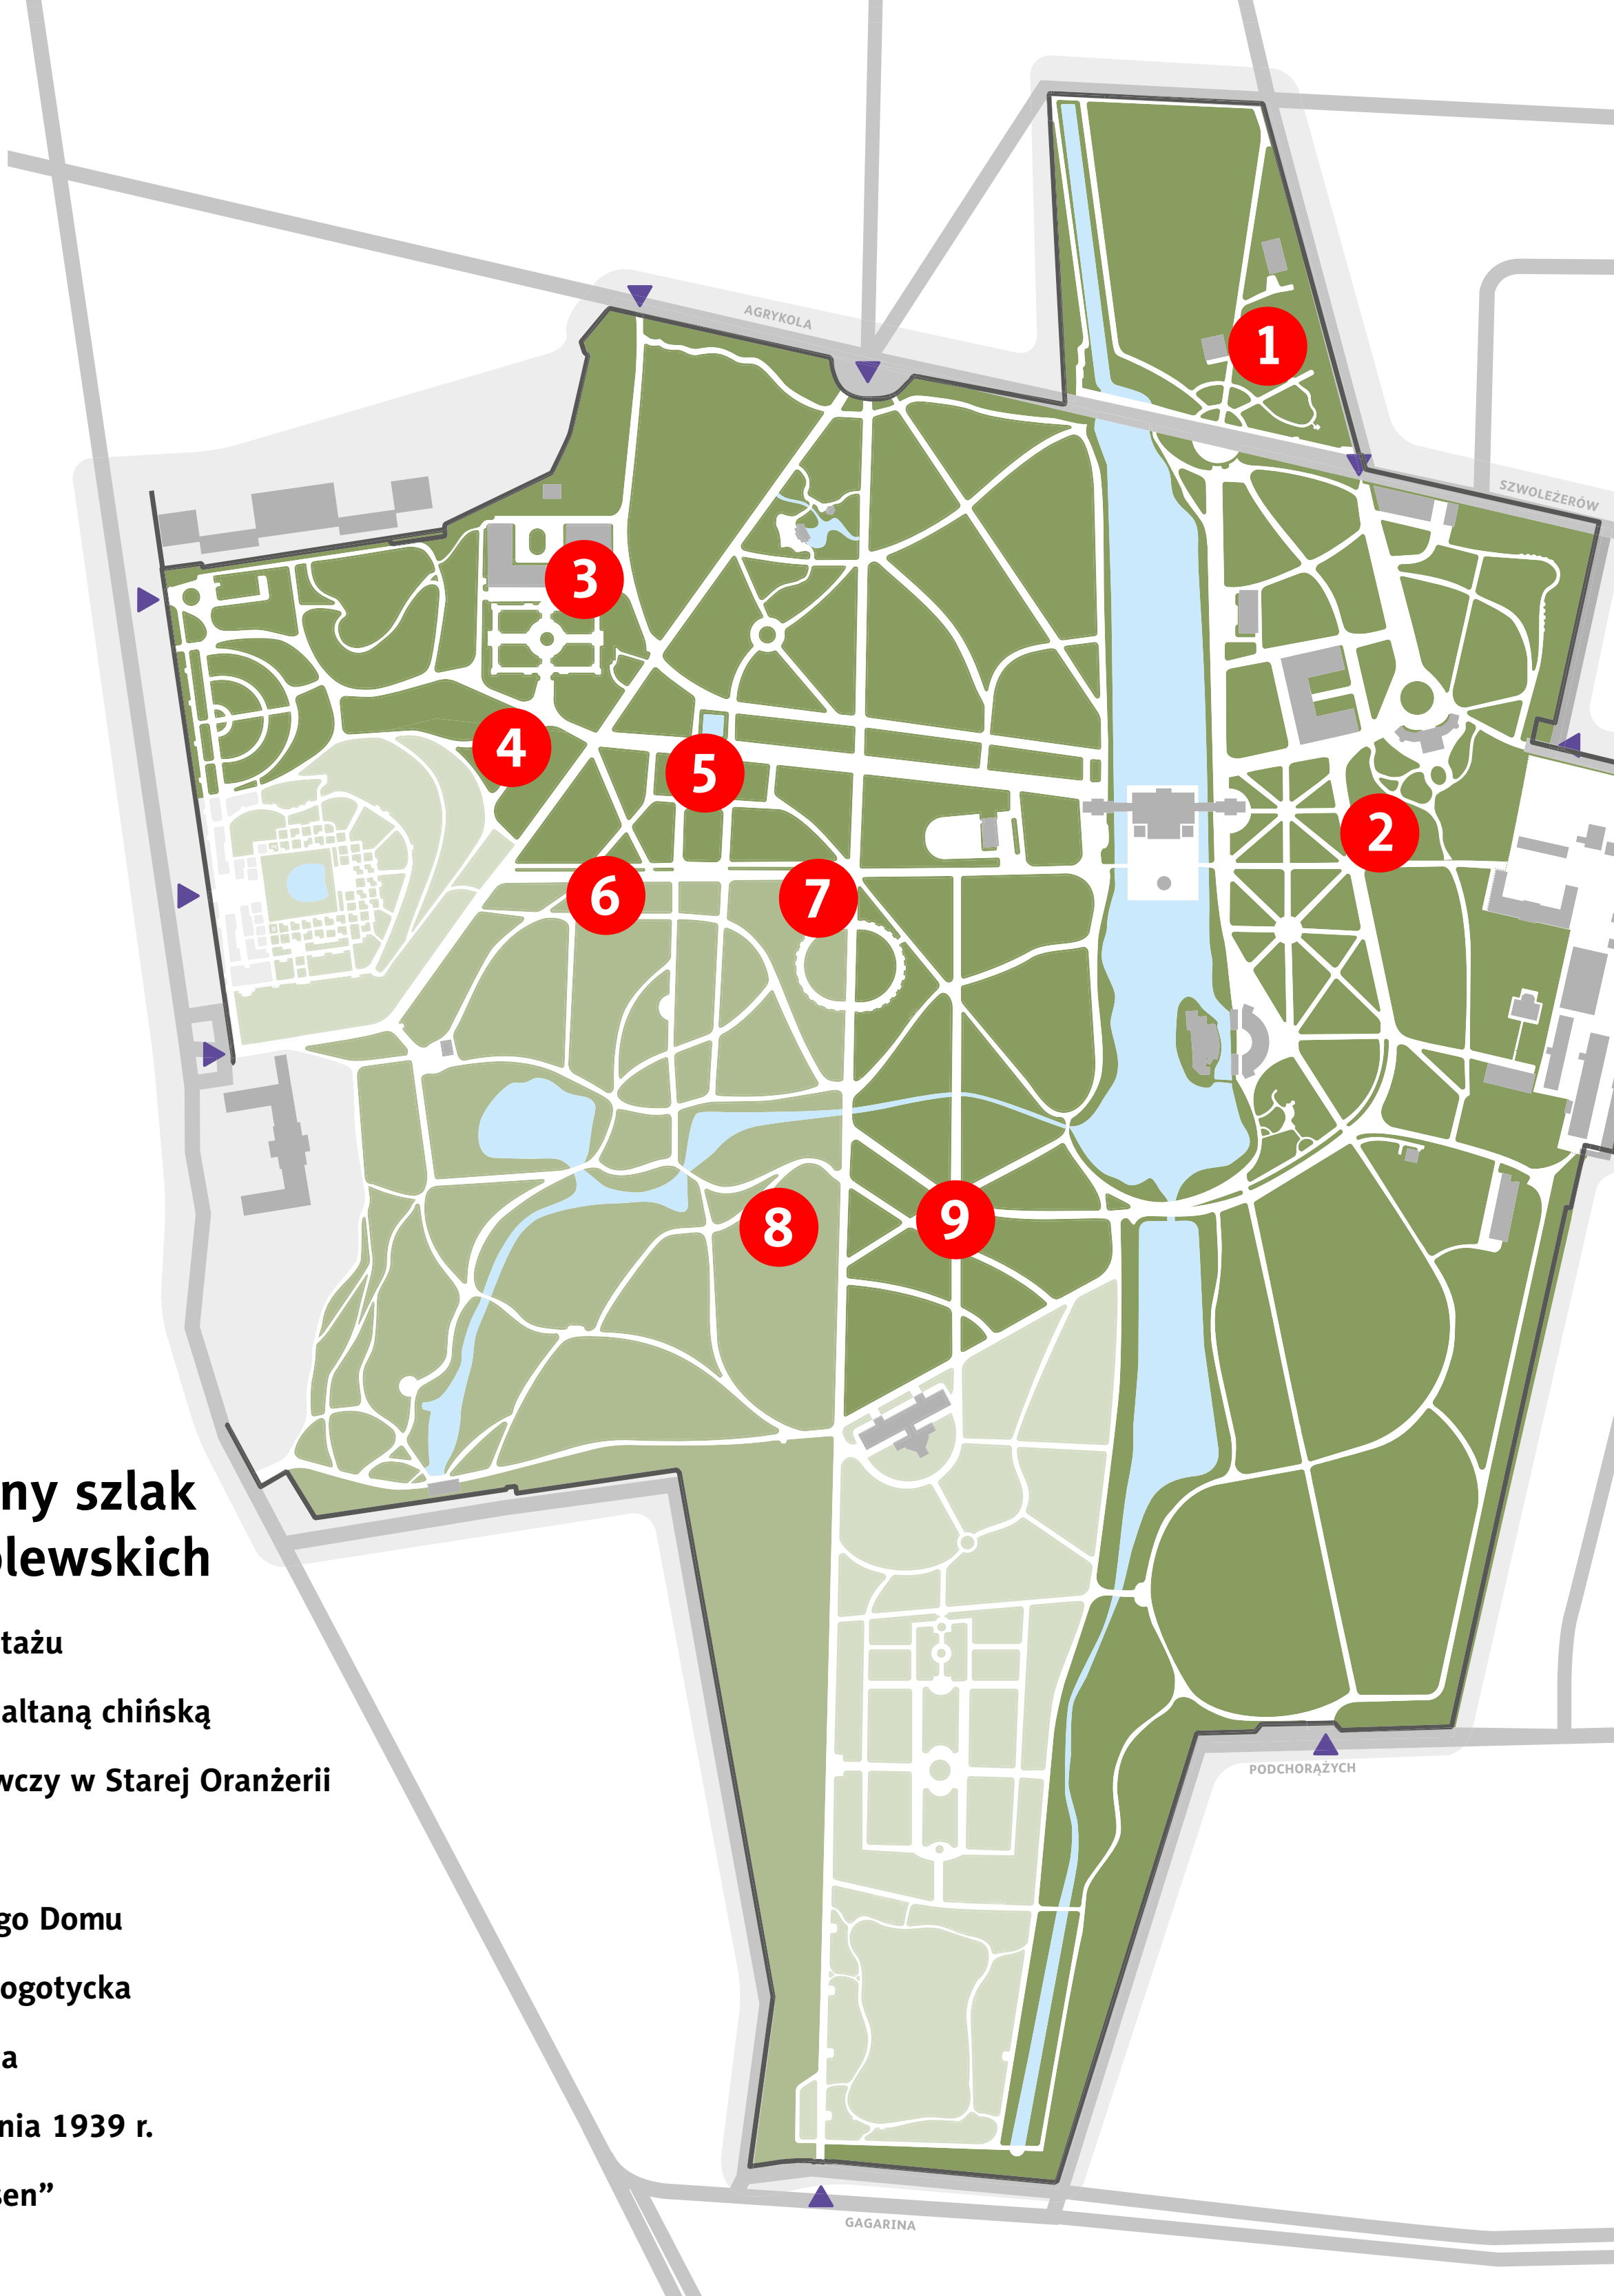 AGRYKOLA
1
SZWOLEŻERÓW
3
4
5
2
6
7
8
9
ny szlak
olewskich
tażu
altaną chińską
wczy w Starej Oranżerii
go Domu
ogotycka
a
nia 1939 r.
sen”
PODCHORĄŻYCH
GAGARINA